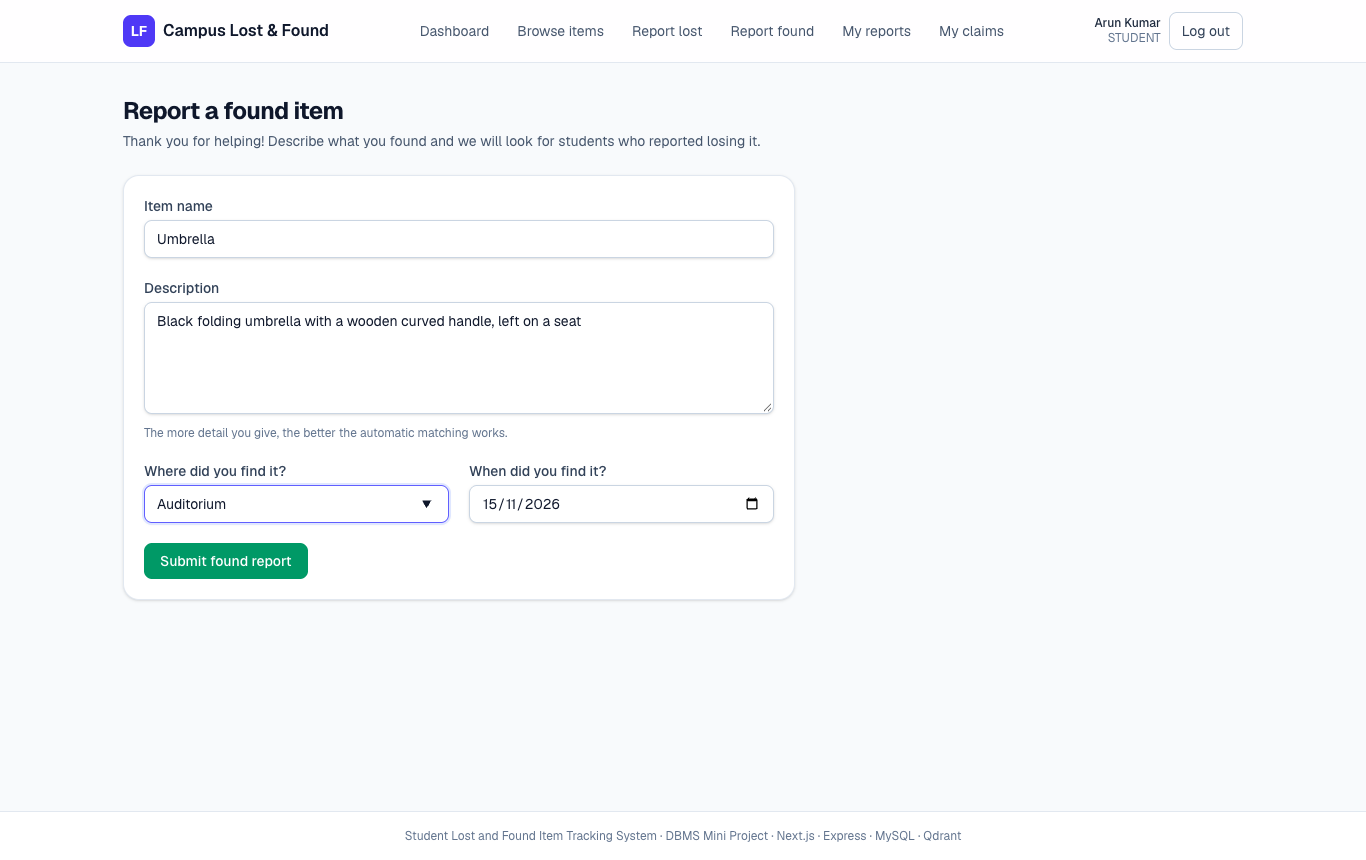 LF Campus Lost & Found Dashboard Browse items Report lost Report found My reports My claims Arun Kumar
STUDENT
Log out
Report a found item
Thank you for helping! Describe what you found and we will look for students who reported losing it.
Item name
Umbrella
Description
Black folding umbrella with a wooden curved handle, left on a seat
The more detail you give, the better the automatic matching works.
Where did you find it? When did you find it?
Auditorium 15/11/2026
Submit found report
Student Lost and Found Item Tracking System · DBMS Mini Project · Next.js · Express · MySQL · Qdrant